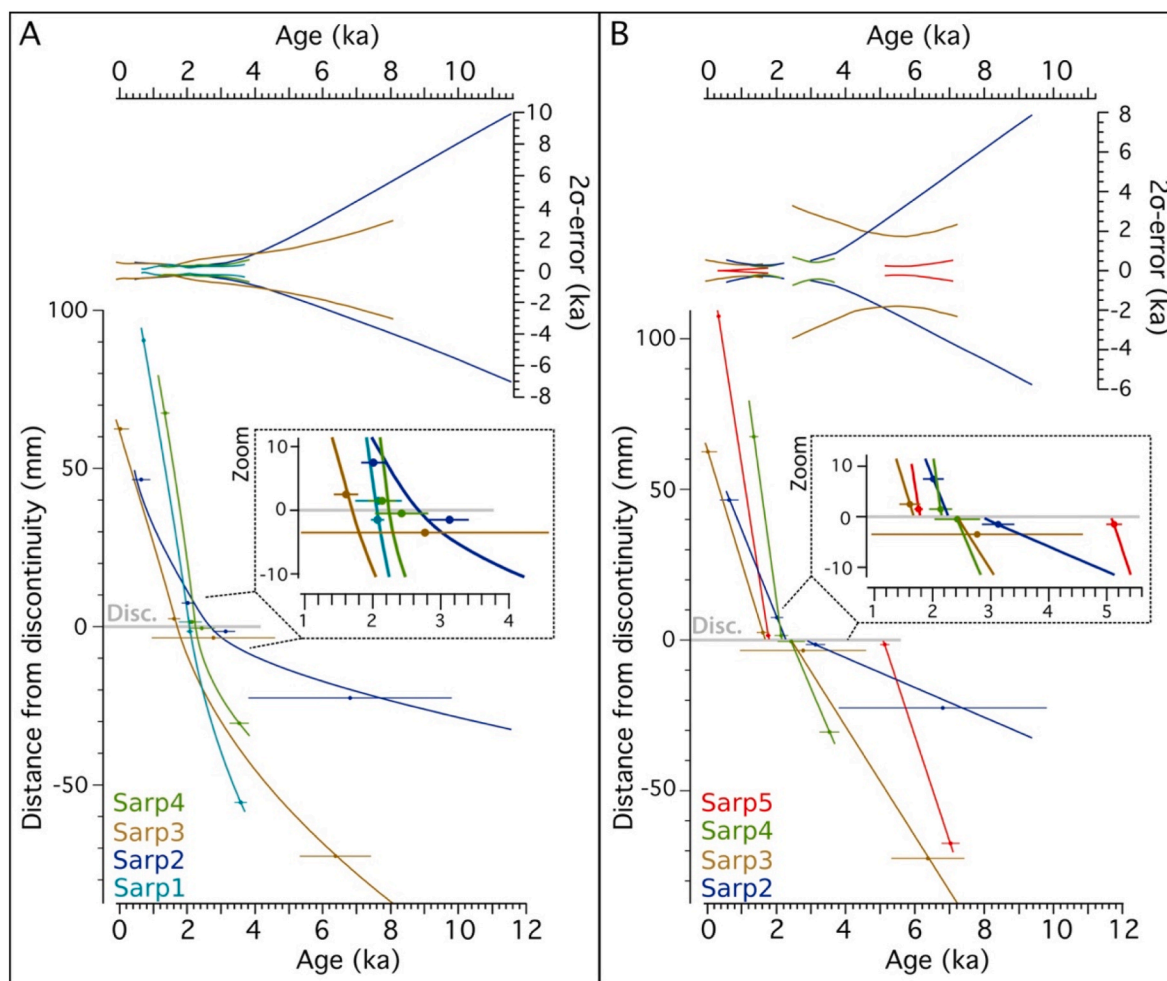 A
Age (ka)
0 2 4 6 8 10
10
8
6
4
2
0
-2
-4
-6
-8
2σ-error (ka)
100
50
0
-50
Distance from discontinuity (mm)
Disc.
Zoom
10
0
-10
1 2 3 4
Sarp4
Sarp3
Sarp2
Sarp1
0 2 4 6 8 10 12
Age (ka)
B
Age (ka)
0 2 4 6 8 10
8
6
4
2
0
-2
-4
-6
2σ-error (ka)
100
50
0
-50
Distance from discontinuity (mm)
Disc.
Zoom
10
0
-10
1 2 3 4 5
Sarp5
Sarp4
Sarp3
Sarp2
0 2 4 6 8 10 12
Age (ka)